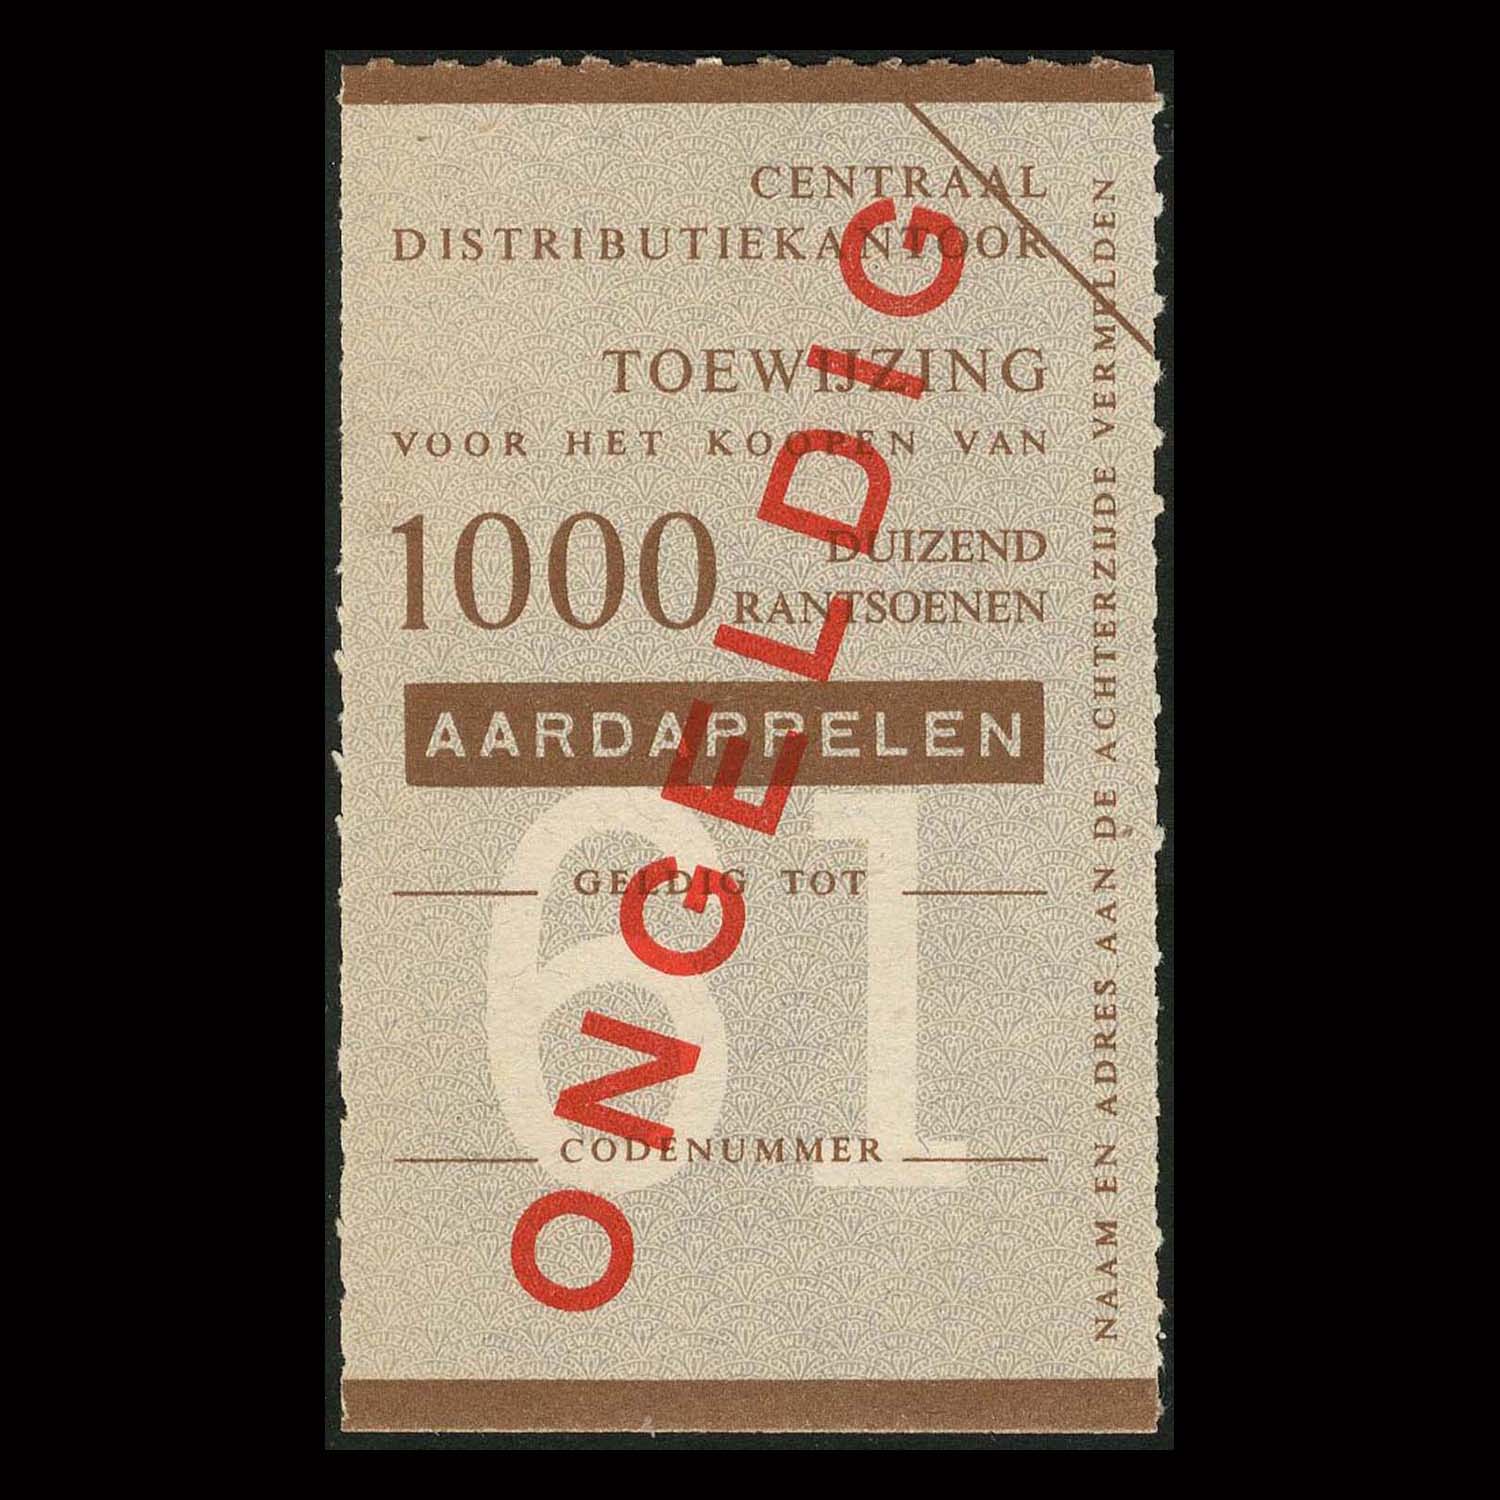 CENTRAAL
DISTRIBUTIEKANTOOR
TOEWIJZING
VOOR HET KOOPEN VAN
1000 DUIZEND
RANTSOENEN
AARDAPPELEN
61
GELDIG TOT
CODENUMMER
ONGELDIG
NAAM EN ADRES AAN DE ACHTERZIJDE VERMELDEN